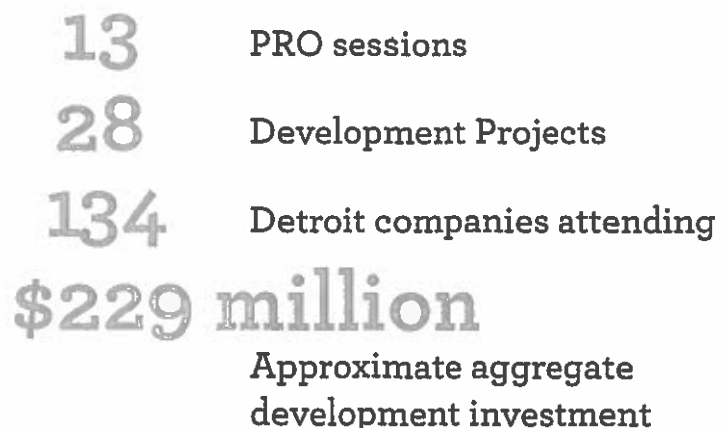 13 PRO sessions
28 Development Projects
134 Detroit companies attending
$229 million
Approximate aggregate
development investment